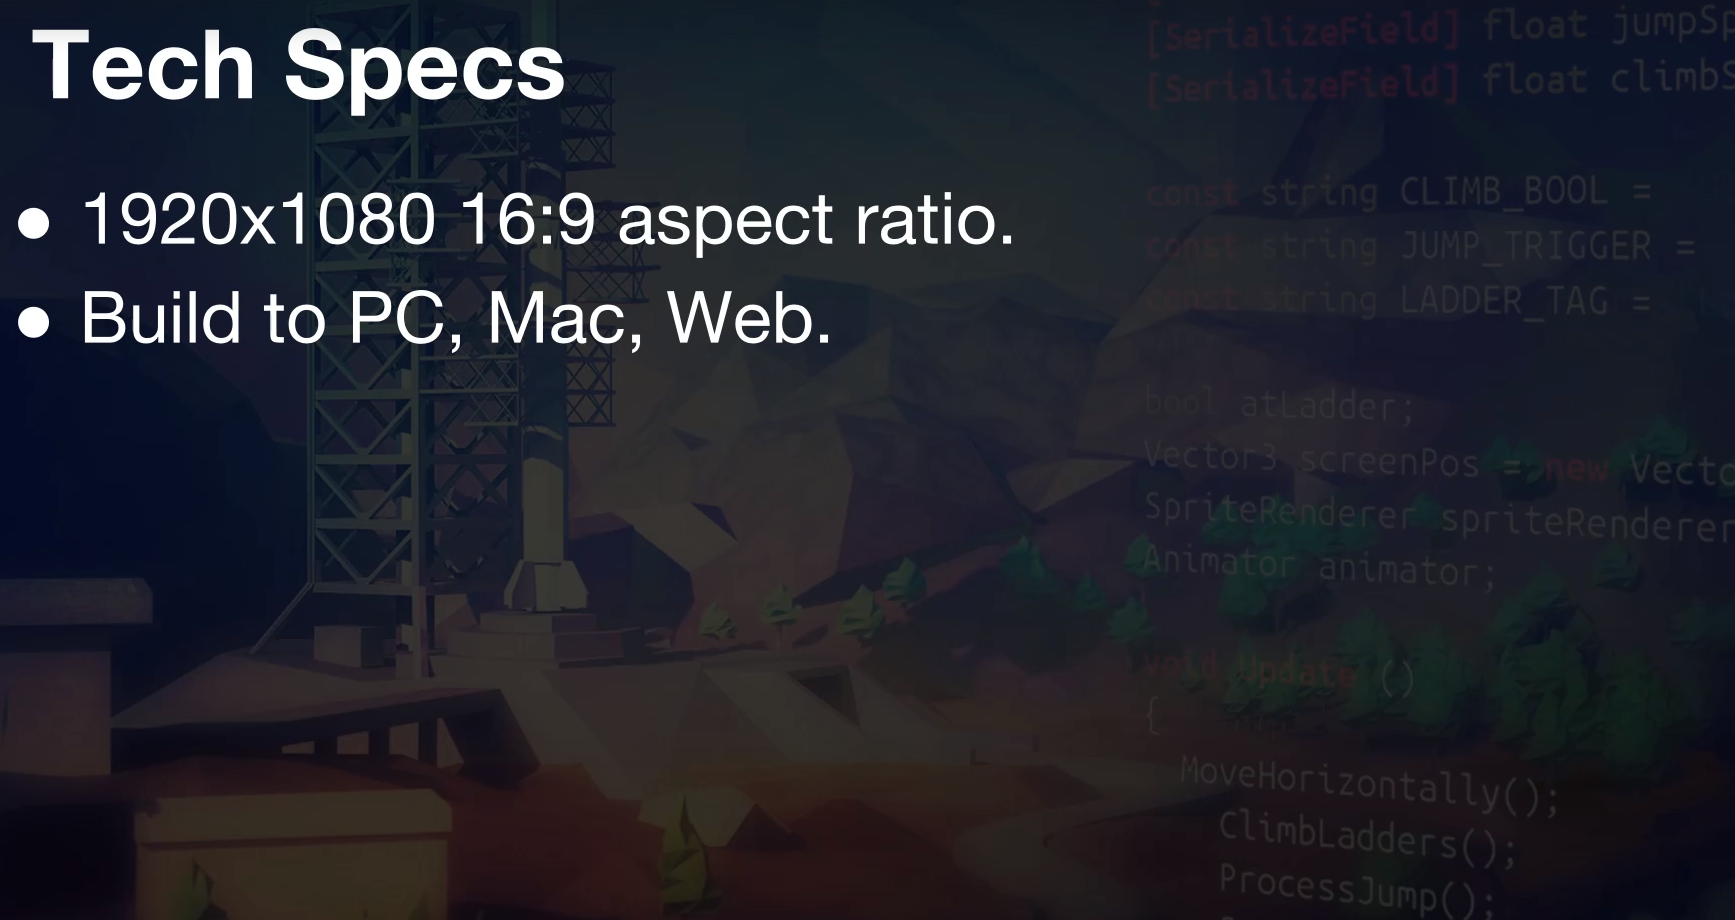 Tech Specs
● 1920x1080 16:9 aspect ratio.
● Build to PC, Mac, Web.
[SerializeField] float jumpSp
[SerializeField] float climbS
const string CLIMB_BOOL =
const string JUMP_TRIGGER =
const string LADDER_TAG =
bool atLadder;
Vector3 screenPos = new Vecto
SpriteRenderer spriteRenderer
Animator animator;
void Update ()
{
MoveHorizontally();
ClimbLadders();
ProcessJump();